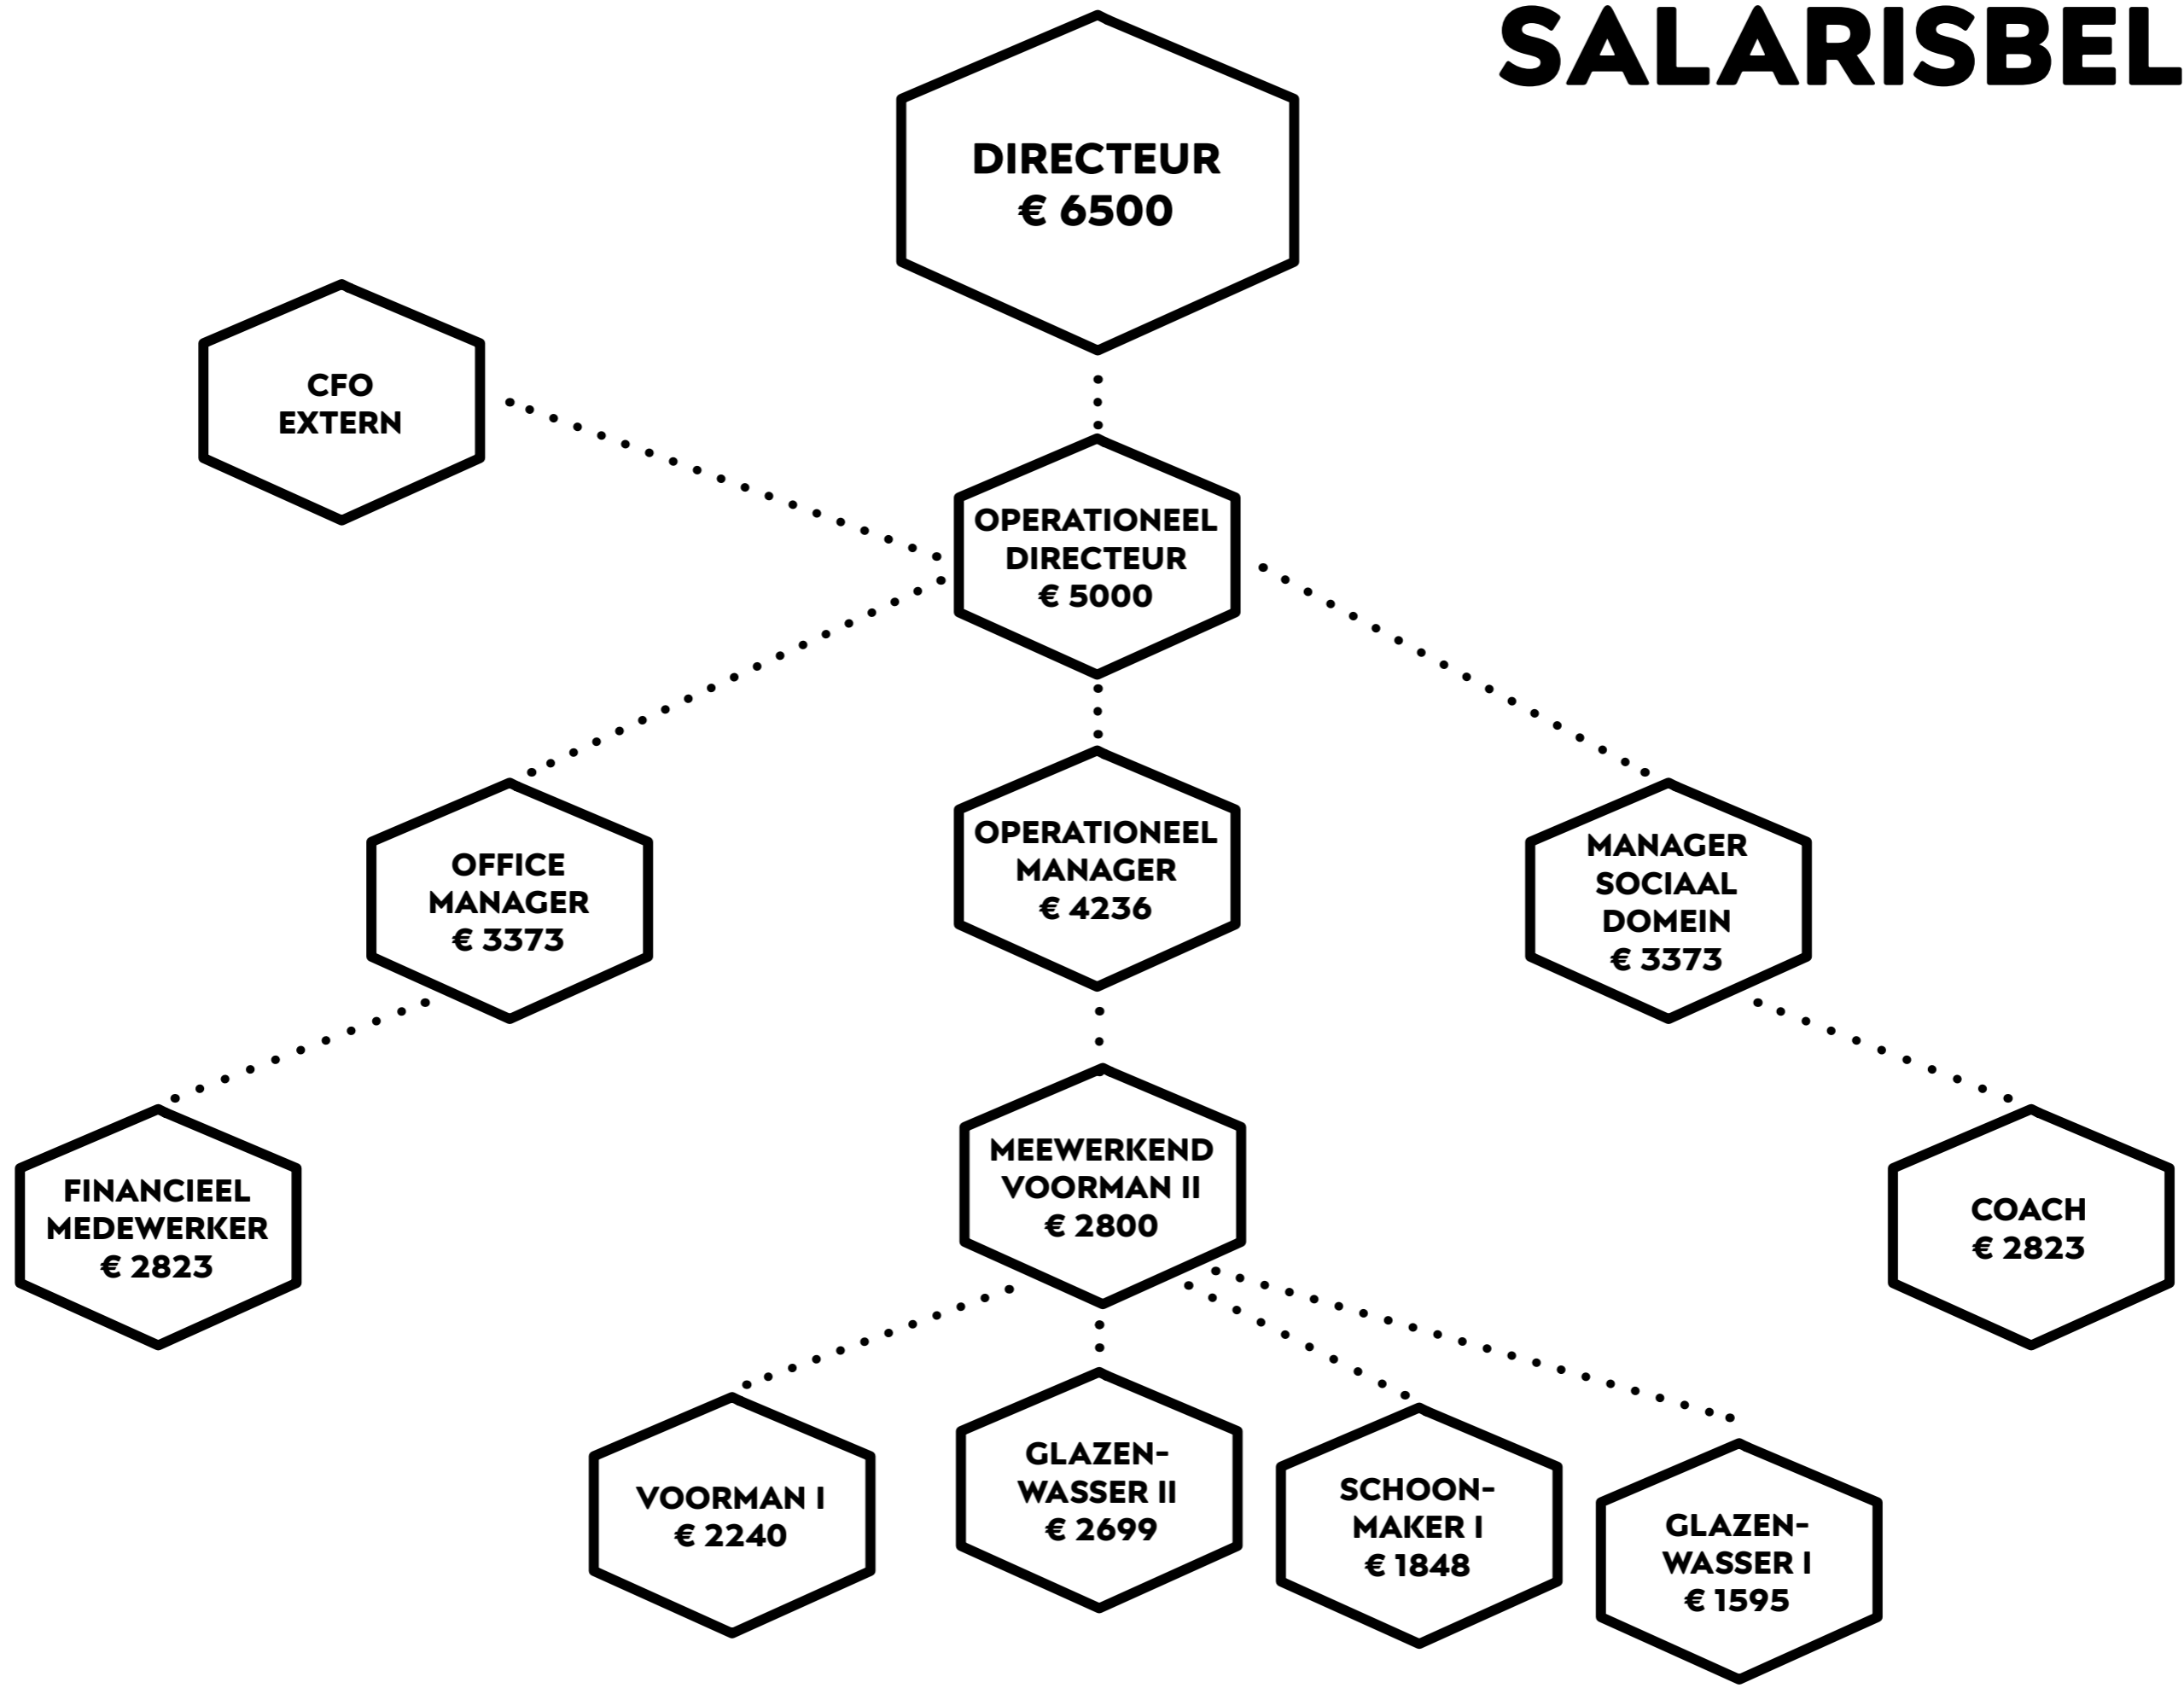 SALARISBEL
DIRECTEUR
€ 6500
CFO
EXTERN
OPERATIONEEL
DIRECTEUR
€ 5000
OFFICE
MANAGER
€ 3373
OPERATIONEEL
MANAGER
€ 4236
MANAGER
SOCIAAL
DOMEIN
€ 3373
FINANCIEEL
MEDEWERKER
€ 2823
MEEWERKEND
VOORMAN II
€ 2800
COACH
€ 2823
VOORMAN I
€ 2240
GLAZEN-
WASSER II
€ 2699
SCHOON-
MAKER I
€ 1848
GLAZEN-
WASSER I
€ 1595